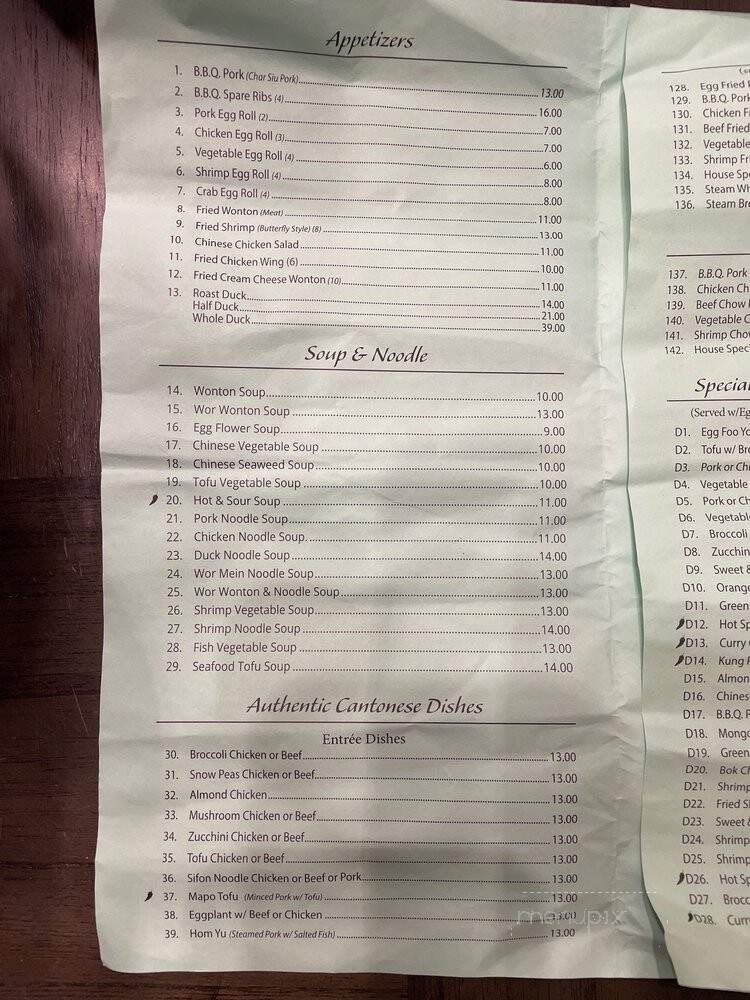 Appetizers
1. B.B.Q. Pork (Char Siu Pork) 13.00
2. B.B.Q. Spare Ribs (4) 16.00
3. Pork Egg Roll (2) 7.00
4. Chicken Egg Roll (3) 7.00
5. Vegetable Egg Roll (4) 6.00
6. Shrimp Egg Roll (4) 8.00
7. Crab Egg Roll (4) 8.00
8. Fried Wonton (Meat) 11.00
9. Fried Shrimp (Butterfly Style) (8) 13.00
10. Chinese Chicken Salad 11.00
11. Fried Chicken Wing (6) 10.00
12. Fried Cream Cheese Wonton (10) 11.00
13. Roast Duck 14.00
Half Duck 21.00
Whole Duck 39.00
Soup & Noodle
14. Wonton Soup 10.00
15. Wor Wonton Soup 13.00
16. Egg Flower Soup 9.00
17. Chinese Vegetable Soup 10.00
18. Chinese Seaweed Soup 10.00
19. Tofu Vegetable Soup 10.00
20. Hot & Sour Soup 11.00
21. Pork Noodle Soup 11.00
22. Chicken Noodle Soup 11.00
23. Duck Noodle Soup 14.00
24. Wor Mein Noodle Soup 13.00
25. Wor Wonton & Noodle Soup 13.00
26. Shrimp Vegetable Soup 13.00
27. Shrimp Noodle Soup 14.00
28. Fish Vegetable Soup 13.00
29. Seafood Tofu Soup 14.00
Authentic Cantonese Dishes
Entrée Dishes
30. Broccoli Chicken or Beef 13.00
31. Snow Peas Chicken or Beef 13.00
32. Almond Chicken 13.00
33. Mushroom Chicken or Beef 13.00
34. Zucchini Chicken or Beef 13.00
35. Tofu Chicken or Beef 13.00
36. Sifon Noodle Chicken or Beef or Pork 13.00
37. Mapo Tofu (Minced Pork w/ Tofu) 13.00
38. Eggplant w/ Beef or Chicken 13.00
39. Hom Yu (Steamed Pork w/ Salted Fish) 13.00
128. Egg Fried
129. B.B.Q. Pork
130. Chicken
131. Beef Fried
132. Vegetable
133. Shrimp
134. House
135. Steam
136. Steam
137. B.B.Q. Pork
138. Chicken
139. Beef Chow
140. Vegetable
141. Shrimp
142. House
Special
(Served w/Eg
D1. Egg Foo
D2. Tofu w/
D3. Pork or
D4. Vegetable
D5. Pork or
D6. Vegetabl
D7. Broccoli
D8. Zucchin
D9. Sweet &
D10. Orange
D11. Green
D12. Hot
D13. Curry
D14. Kung
D15. Almon
D16. Chines
D17. B.B.Q.
D18. Mongo
D19. Green
D20. Bok
D21. Shrimp
D22. Fried
D23. Sweet &
D24. Shrimp
D25. Shrimp
D26. Hot
D27. Brocc
D28. Curr
menupix